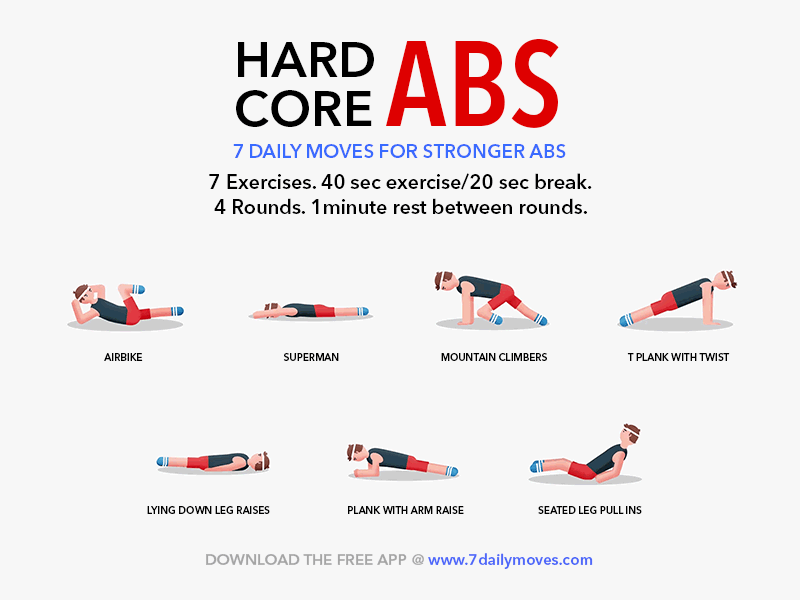 HARD
CORE ABS
7 DAILY MOVES FOR STRONGER ABS
7 Exercises. 40 sec exercise/20 sec break.
4 Rounds. 1minute rest between rounds.
AIRBIKE
SUPERMAN
MOUNTAIN CLIMBERS
T PLANK WITH TWIST
LYING DOWN LEG RAISES
PLANK WITH ARM RAISE
SEATED LEG PULL INS
DOWNLOAD THE FREE APP @ www.7dailymoves.com